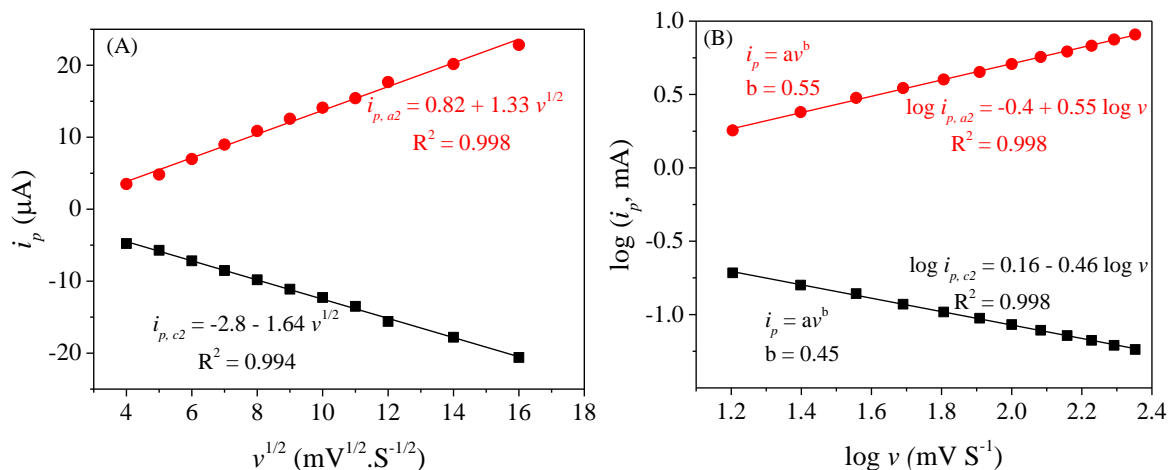 (A)
i_p, a2 = 0.82 + 1.33 v^1/2
R^2 = 0.998
i_p, c2 = -2.8 - 1.64 v^1/2
R^2 = 0.994
20
10
0
-10
-20
i_p (μA)
4 6 8 10 12 14 16 18
v^1/2 (mV^1/2.S^-1/2)
(B)
i_p = av^b
b = 0.55
log i_p, a2 = -0.4 + 0.55 log v
R^2 = 0.998
log i_p, c2 = 0.16 - 0.46 log v
R^2 = 0.998
i_p = av^b
b = 0.45
1.0
0.5
0.0
-0.5
-1.0
log (i_p, mA)
1.2 1.4 1.6 1.8 2.0 2.2 2.4
log v (mV S^-1)